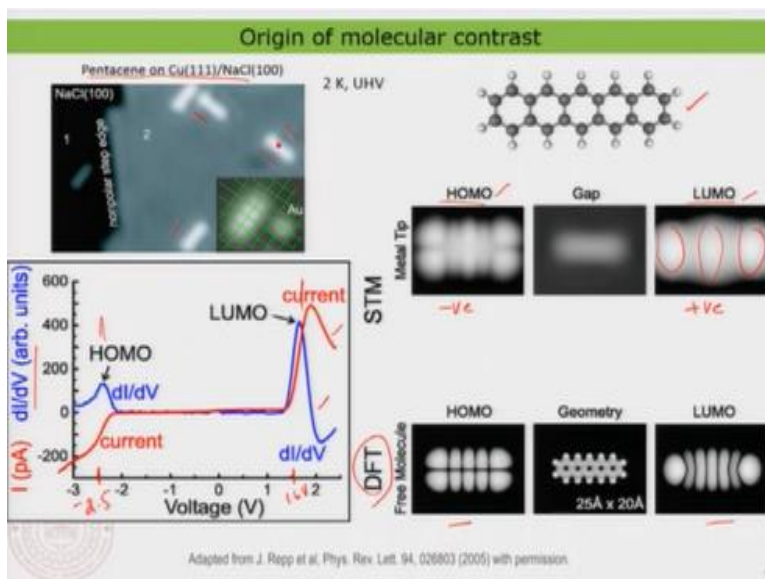 Origin of molecular contrast
Pentacene on Cu(111)/NaCl(100)
2 K, UHV
NaCl(100)
1
nonpolar step edge
2
Au
HOMO
Gap
LUMO
STM
Metal Tip
-ve
+ve
dI/dV (arb. units)
I (pA)
600
400
200
0
-200
HOMO
dI/dV
current
LUMO
current
dI/dV
-3
-2
-1
0
1
2
-2.5
1.6V
Voltage (V)
DFT
Free Molecule
HOMO
Geometry
LUMO
25Å x 20Å
Adapted from J. Repp et al, Phys. Rev. Lett. 94, 026803 (2005) with permission.